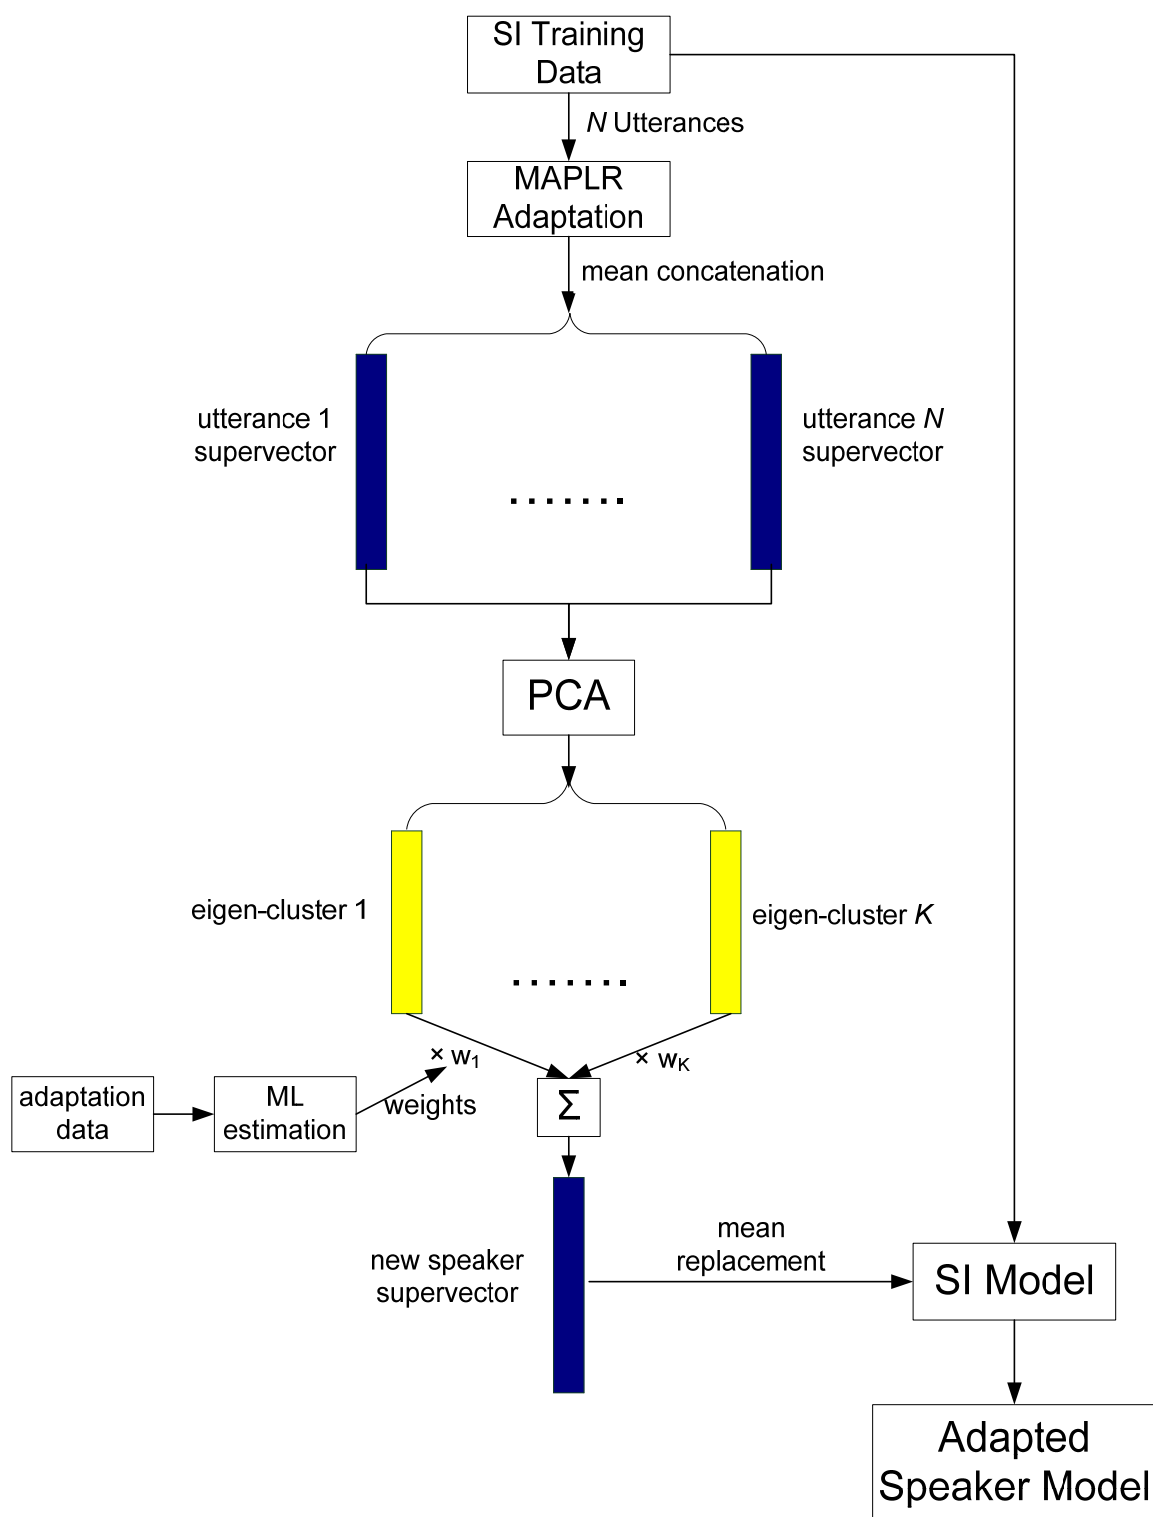 SI Training
Data
N Utterances
MAPLR
Adaptation
mean concatenation
utterance 1
supervector
utterance N
supervector
.......
PCA
eigen-cluster 1
eigen-cluster K
.......
× w₁
× wK
adaptation
data
ML
estimation
weights
Σ
new speaker
supervector
mean
replacement
SI Model
Adapted
Speaker Model